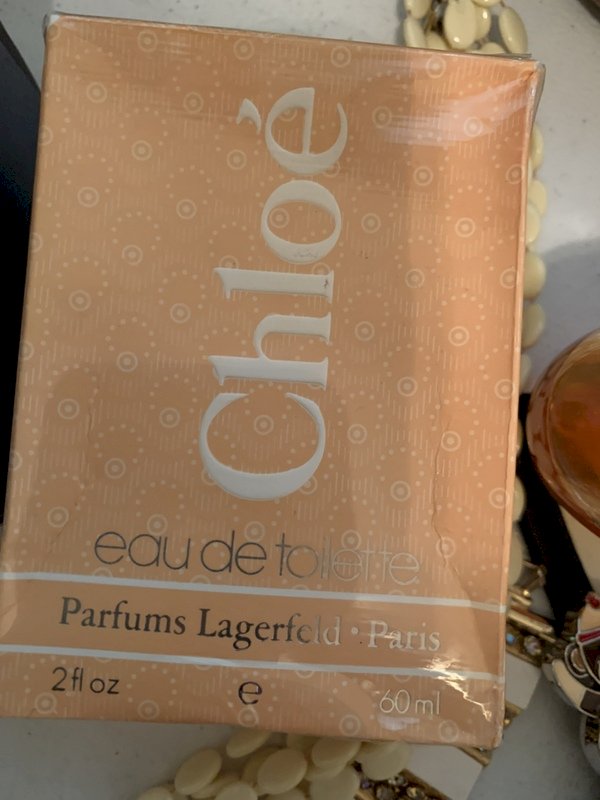 Chloé
eau de toilette
Parfums Lagerfeld · Paris
2 fl oz e 60 ml